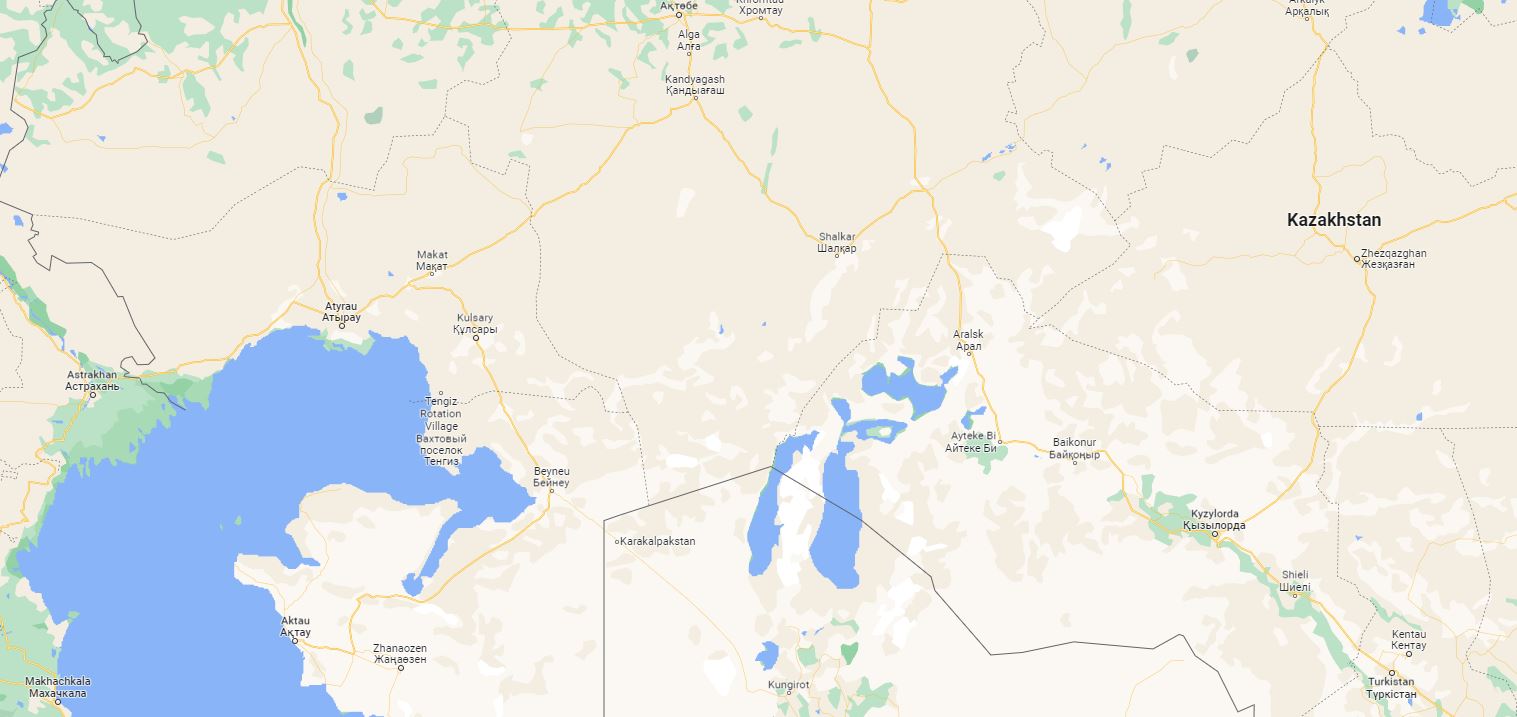 Ақтөбе
Khromtau
Хромтау
Arkalyk
Арқалық
Alga
Алға
Kandyagash
Қандыағаш
Kazakhstan
Shalkar
Шалқар
Makat
Мақат
Zhezqazghan
Жезқазған
Atyrau
Атырау
Kulsary
Құлсары
Aralsk
Арал
Astrakhan
Астрахань
Tengiz
Rotation
Village
Вахтовый
поселок
Тенгиз
Ayteke Bi
Айтеке Би
Baikonur
Байқоңыр
Beyneu
Бейнеу
Kyzylorda
Қызылорда
Karakalpakstan
Shieli
Шиелі
Aktau
Ақтау
Zhanaozen
Жаңаөзен
Kentau
Кентау
Makhachkala
Махачкала
Kungirot
Turkistan
Түркістан